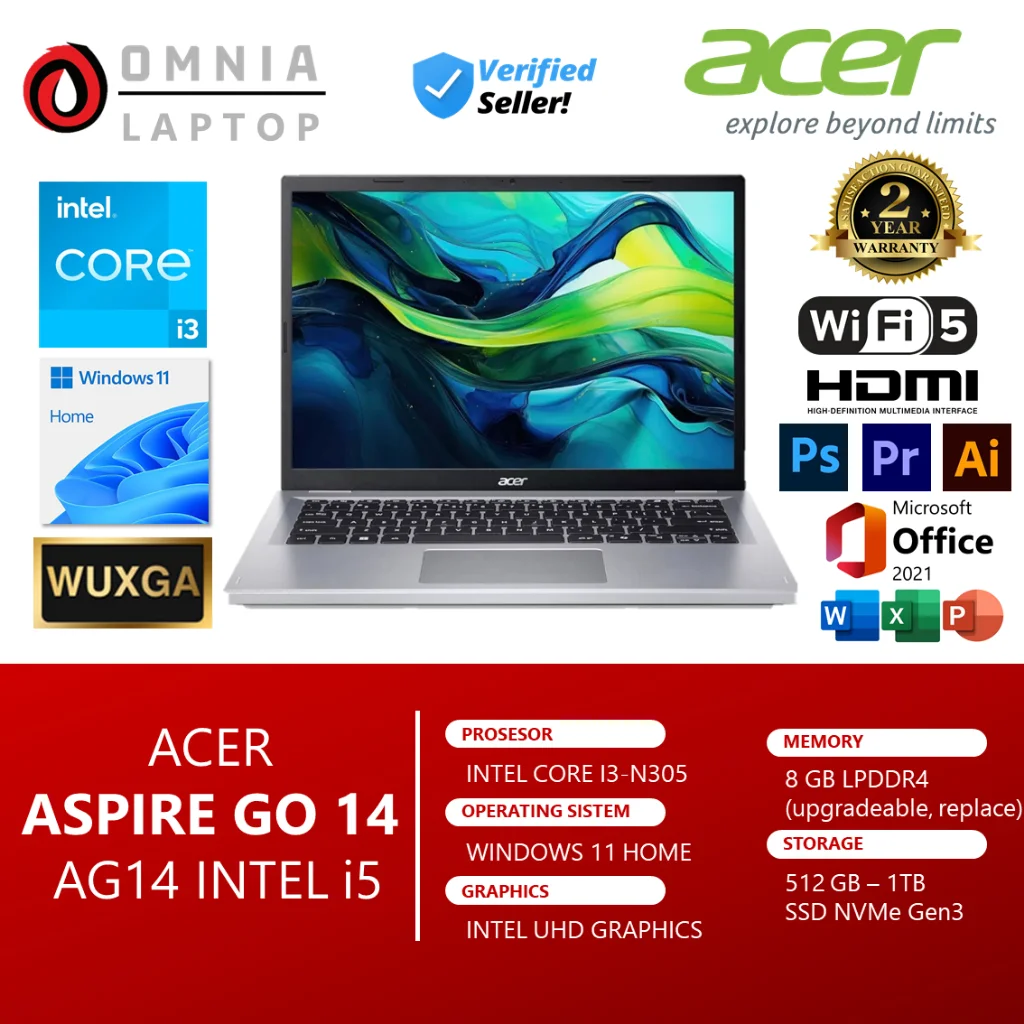 OMNIA
LAPTOP
Verified
Seller!
acer
explore beyond limits
intel.
CORE
i3
Windows 11
Home
WUXGA
acer
SATISFACTION GUARANTEED
2
YEAR
WARRANTY
Wi Fi 5
HDMI
HIGH-DEFINITION MULTIMEDIA INTERFACE
Ps Pr Ai
Microsoft
Office
2021
W X P
ACER
ASPIRE GO 14
AG14 INTEL i5
PROSESOR
INTEL CORE I3-N305
OPERATING SISTEM
WINDOWS 11 HOME
GRAPHICS
INTEL UHD GRAPHICS
MEMORY
8 GB LPDDR4
(upgradeable, replace)
STORAGE
512 GB – 1TB
SSD NVMe Gen3